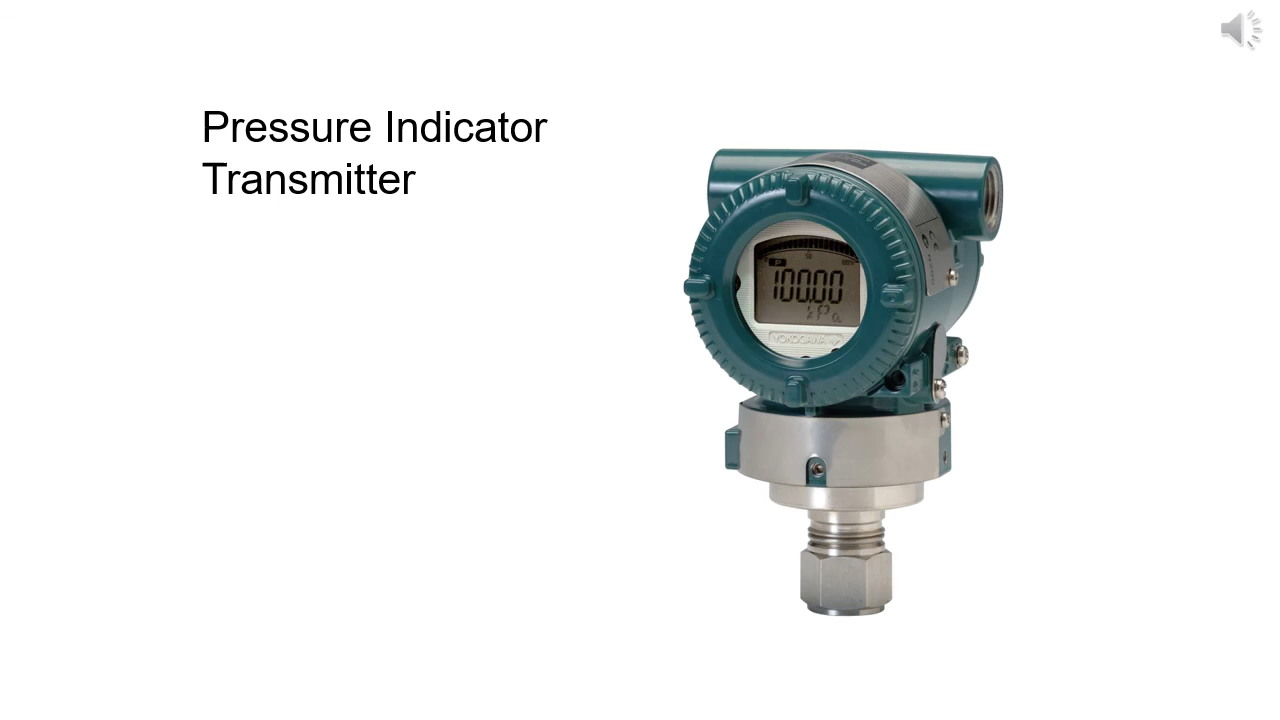 Pressure Indicator
Transmitter
P
100.00
kPa
YOKOGAWA